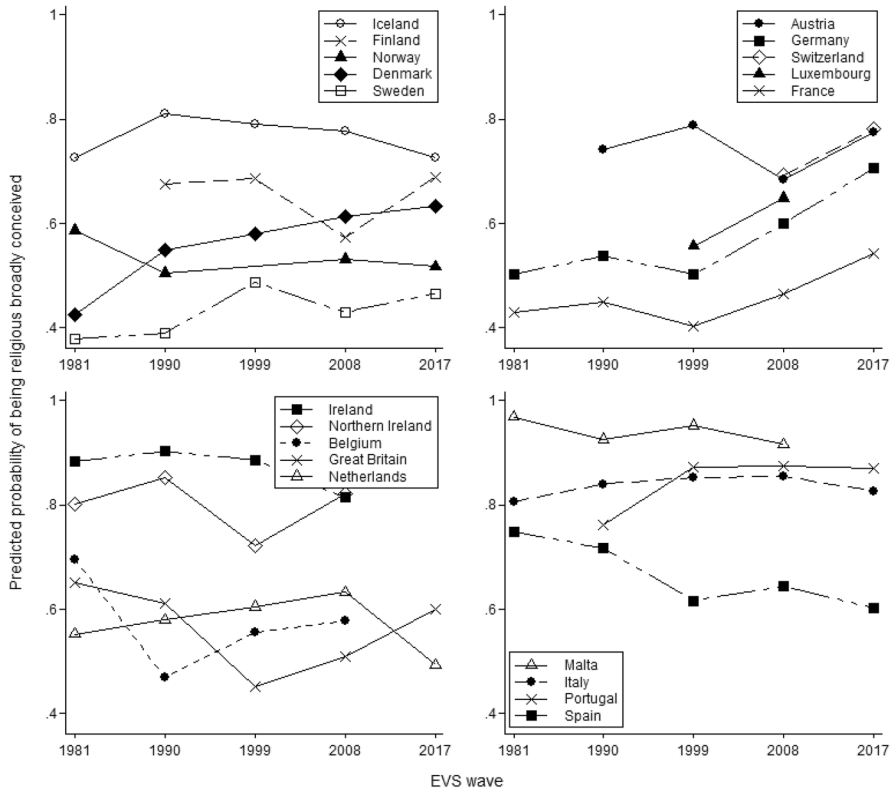 Predicted probability of being religious broadly conceived
1
.8
.6
.4
1981 1990 1999 2008 2017
Iceland
Finland
Norway
Denmark
Sweden
1
.8
.6
.4
1981 1990 1999 2008 2017
Austria
Germany
Switzerland
Luxembourg
France
1
.8
.6
.4
1981 1990 1999 2008 2017
Ireland
Northern Ireland
Belgium
Great Britain
Netherlands
1
.8
.6
.4
1981 1990 1999 2008 2017
Malta
Italy
Portugal
Spain
EVS wave